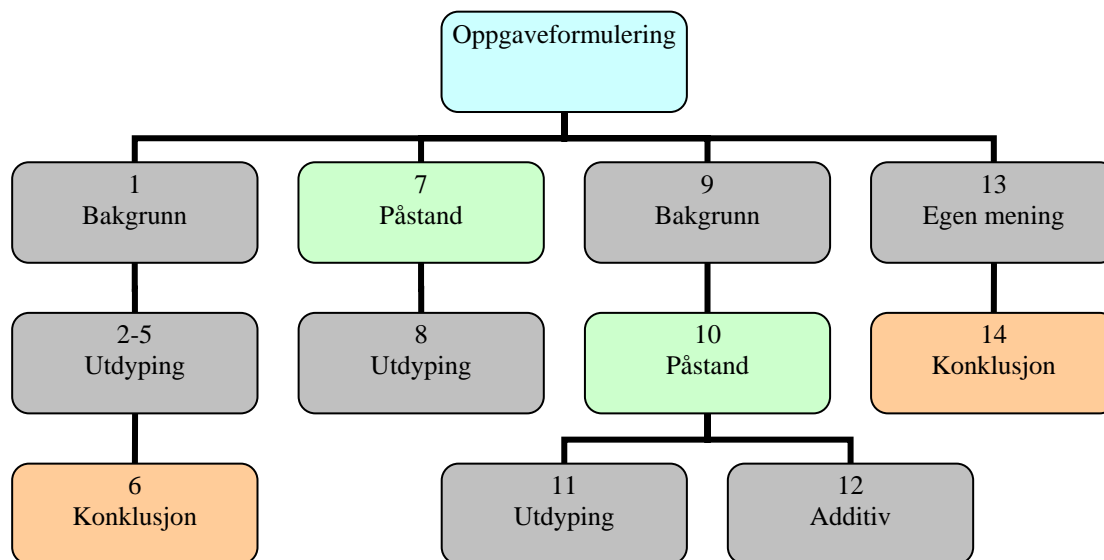 Oppgaveformulering
1
Bakgrunn
7
Påstand
9
Bakgrunn
13
Egen mening
2-5
Utdyping
8
Utdyping
10
Påstand
14
Konklusjon
6
Konklusjon
11
Utdyping
12
Additiv